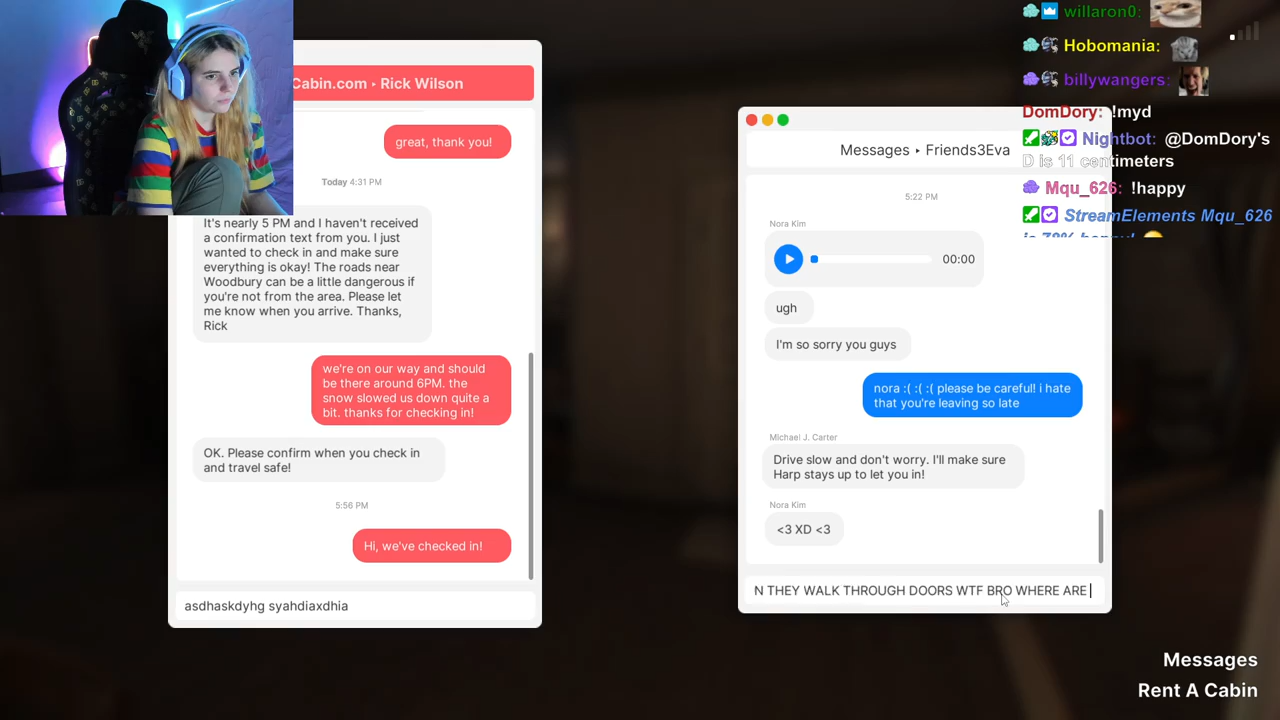 Cabin.com ▸ Rick Wilson
great, thank you!
Today 4:31 PM
It's nearly 5 PM and I haven't received
a confirmation text from you. I just
wanted to check in and make sure
everything is okay! The roads near
Woodbury can be a little dangerous if
you're not from the area. Please let
me know when you arrive. Thanks,
Rick
we're on our way and should
be there around 6PM. the
snow slowed us down quite a
bit. thanks for checking in!
OK. Please confirm when you check in
and travel safe!
5:56 PM
Hi, we've checked in!
asdhaskdyhg syahdiaxdhia
Messages ▸ Friends3Eva
5:22 PM
Nora Kim
00:00
ugh
I'm so sorry you guys
nora :( :( :( please be careful! i hate
that you're leaving so late
Michael J. Carter
Drive slow and don't worry. I'll make sure
Harp stays up to let you in!
Nora Kim
<3 XD <3
N THEY WALK THROUGH DOORS WTF BRO WHERE ARE
willaron0:
Hobomania:
billywangers:
DomDory: !myd
Nightbot: @DomDory's
D is 11 centimeters
Mqu_626: !happy
StreamElements Mqu_626
is 78% happy!
Messages
Rent A Cabin